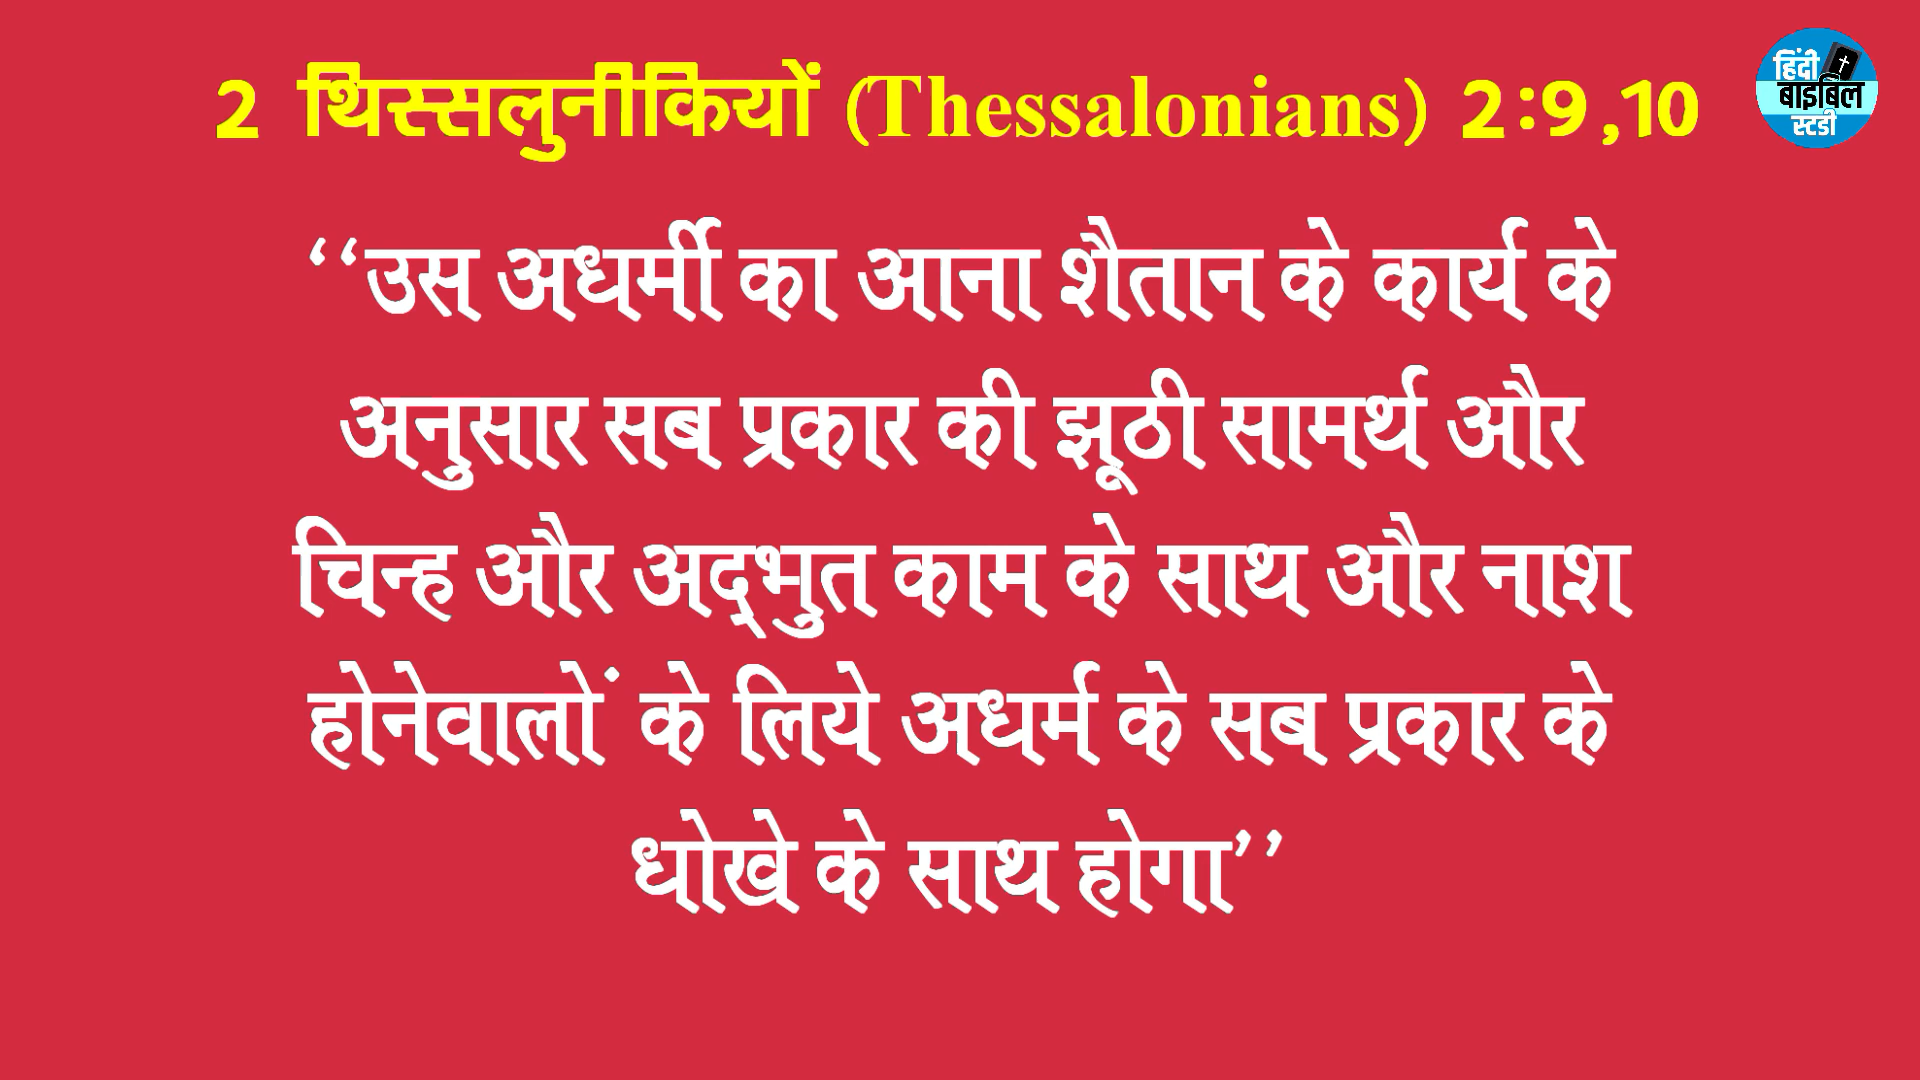 2 थिस्सलुनीकियों (Thessalonians) 2:9,10
हिंदी
बाइबिल
स्टडी
‘‘उस अधर्मी का आना शैतान के कार्य के
अनुसार सब प्रकार की झूठी सामर्थ और
चिन्ह और अद्‌भुत काम के साथ और नाश
होनेवालों के लिये अधर्म के सब प्रकार के
धोखे के साथ होगा’’